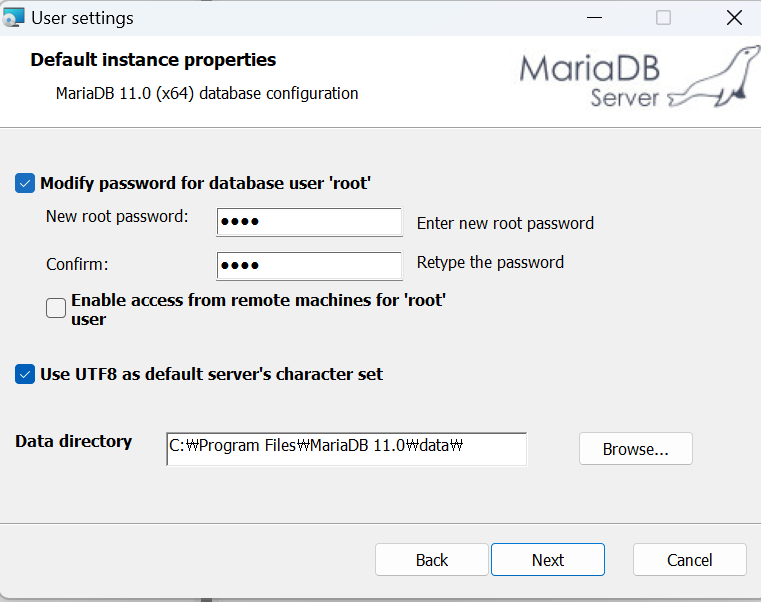 User settings
Default instance properties
MariaDB 11.0 (x64) database configuration
MariaDB
Server
Modify password for database user 'root'
New root password:
●●●●
Enter new root password
Confirm:
●●●●
Retype the password
Enable access from remote machines for 'root'
user
Use UTF8 as default server's character set
Data directory
C:₩Program Files₩MariaDB 11.0₩data₩
Browse...
Back
Next
Cancel